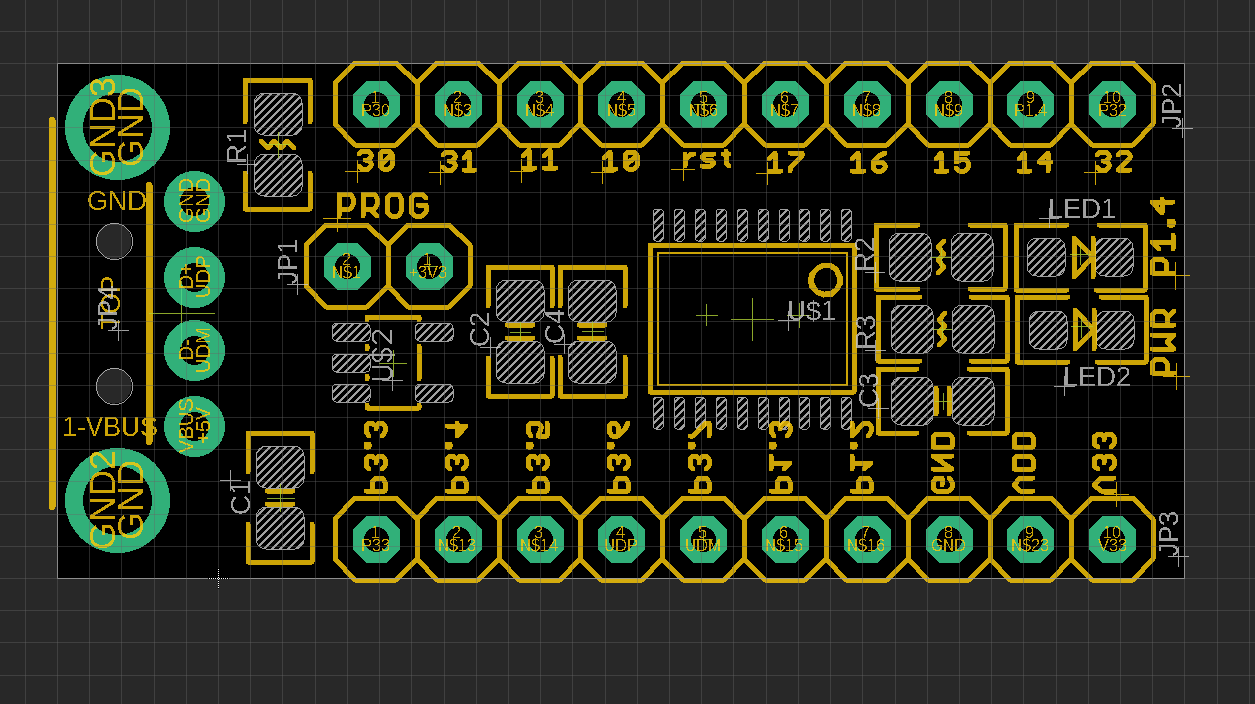 GND3
GND
R1
1
P30
2
N$3
3
N$4
4
N$5
5
N$6
6
N$7
7
N$8
8
N$9
9
P1.4
10
P32
JP2
30 31 11 10 rst 17 16 15 14 32
GND
GND
GND
PROG
JP1
2
N$1
1
+3V3
D+
UDP
D-
UDM
JP4
TOP
VBUS
+5V
1-VBUS
U$2
C2
C4
U$1
R2
R3
C3
LED1
LED2
P1.4
PWR
GND2
GND
C1
p3.3 p3.4 p3.5 p3.6 p3.7 p1.3 p1.2 GND VDD V33
1
P33
2
N$13
3
N$14
4
UDP
5
UDM
6
N$15
7
N$16
8
GND
9
N$23
10
V33
JP3